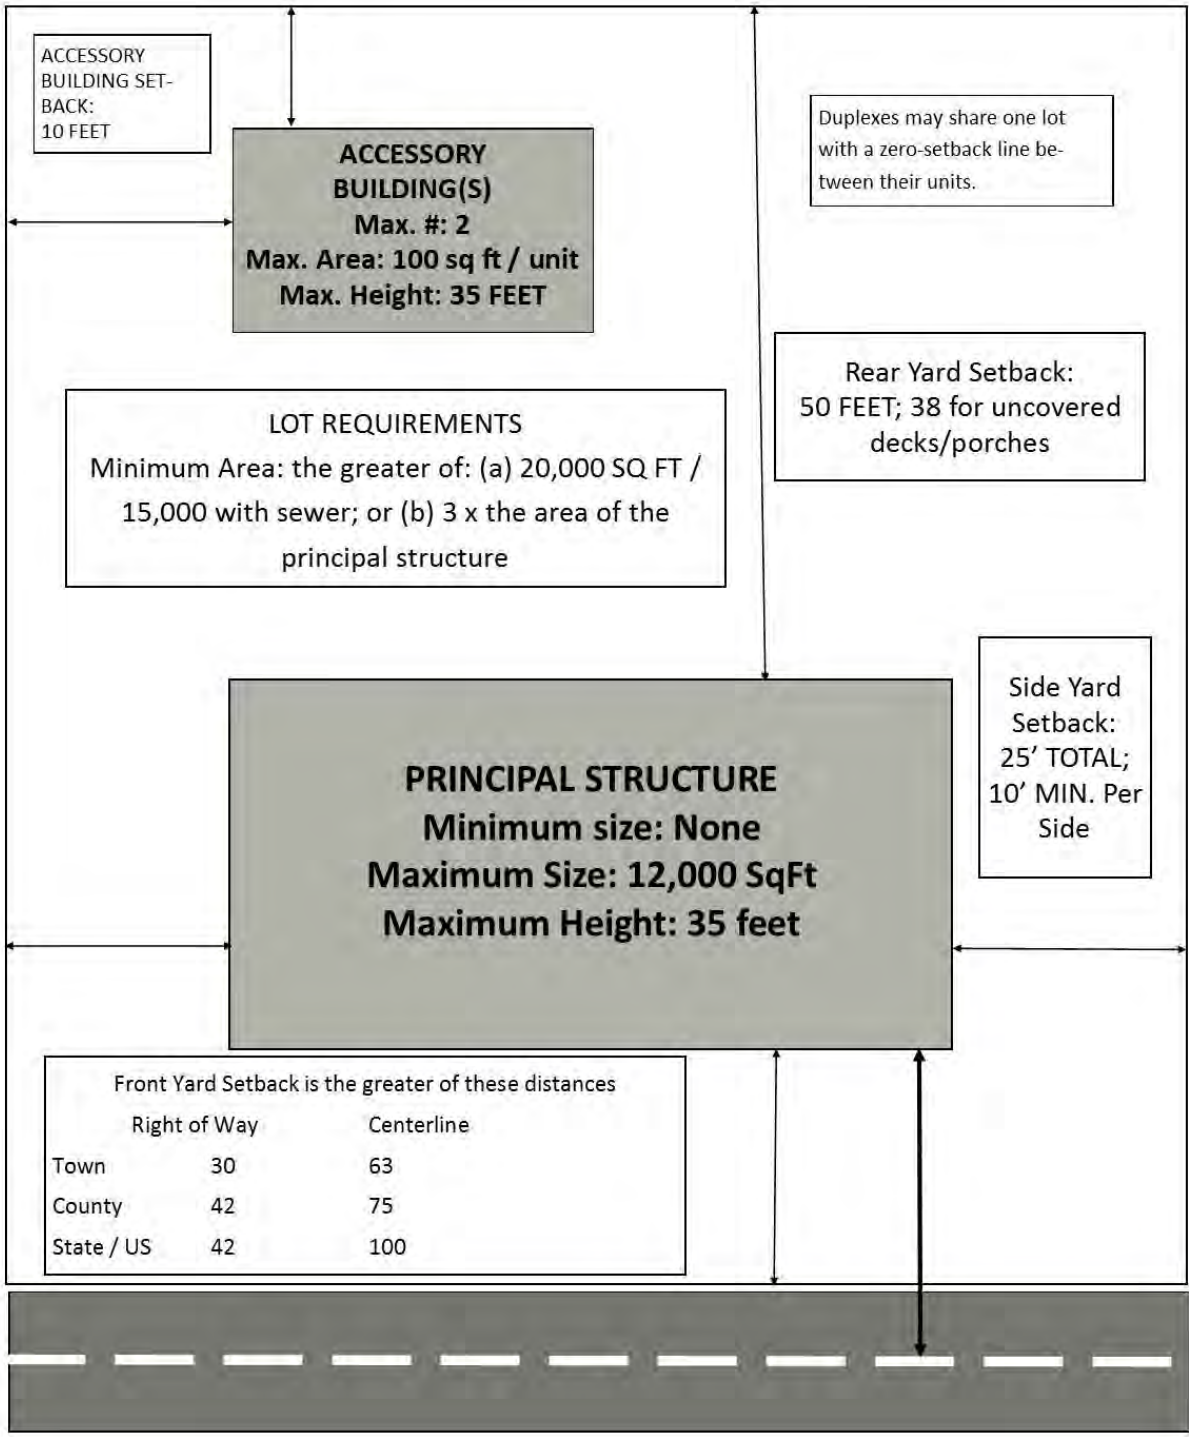 ACCESSORY
BUILDING SET-
BACK:
10 FEET
ACCESSORY
BUILDING(S)
Max. #: 2
Max. Area: 100 sq ft / unit
Max. Height: 35 FEET
Duplexes may share one lot
with a zero-setback line be-
tween their units.
Rear Yard Setback:
50 FEET; 38 for uncovered
decks/porches
LOT REQUIREMENTS
Minimum Area: the greater of: (a) 20,000 SQ FT /
15,000 with sewer; or (b) 3 x the area of the
principal structure
Side Yard
Setback:
25’ TOTAL;
10’ MIN. Per
Side
PRINCIPAL STRUCTURE
Minimum size: None
Maximum Size: 12,000 SqFt
Maximum Height: 35 feet
Front Yard Setback is the greater of these distances
Right of Way Centerline
Town 30 63
County 42 75
State / US 42 100